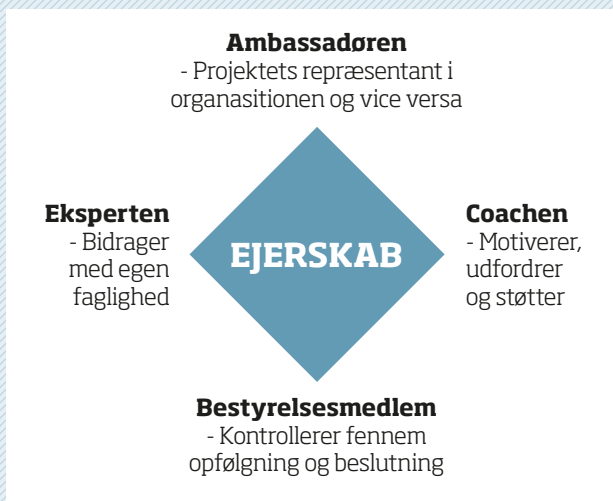 Ambassadøren
- Projektets repræsentant i
organasitionen og vice versa
Eksperten
- Bidrager
med egen
faglighed
EJERSKAB
Coachen
- Motiverer,
udfordrer
og støtter
Bestyrelsesmedlem
- Kontrollerer fennem
opfølgning og beslutning